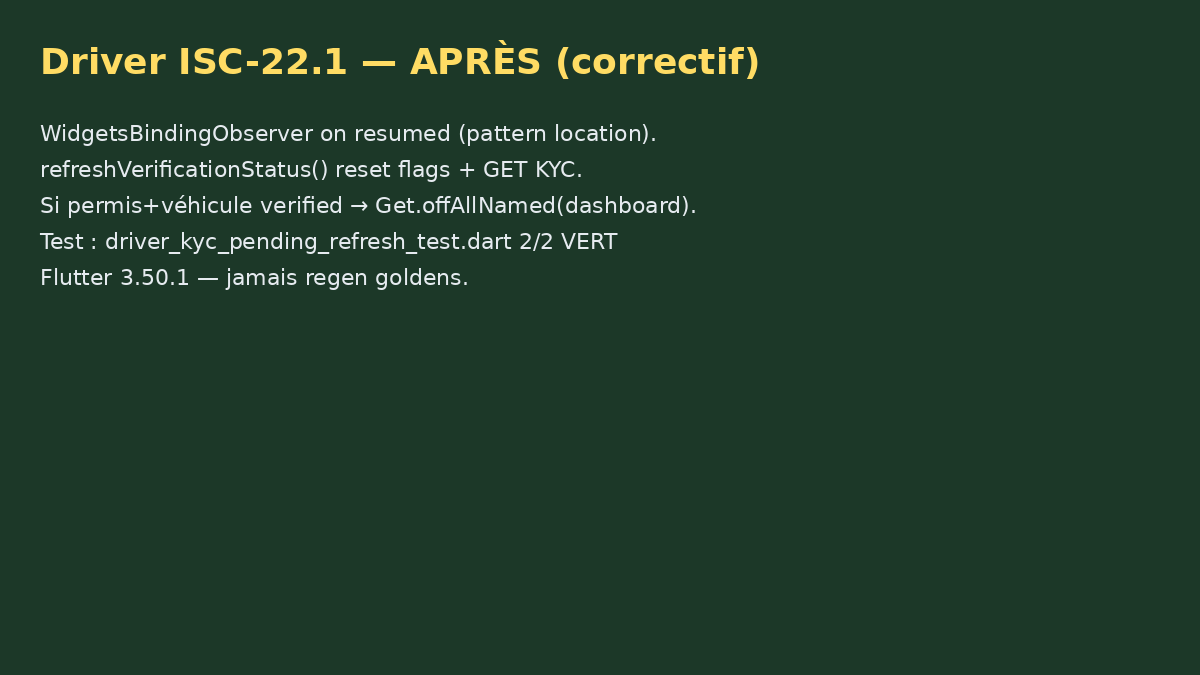 Driver ISC-22.1 — APRÈS (correctif)
WidgetsBindingObserver on resumed (pattern location).
refreshVerificationStatus() reset flags + GET KYC.
Si permis+véhicule verified → Get.offAllNamed(dashboard).
Test : driver_kyc_pending_refresh_test.dart 2/2 VERT
Flutter 3.50.1 — jamais regen goldens.